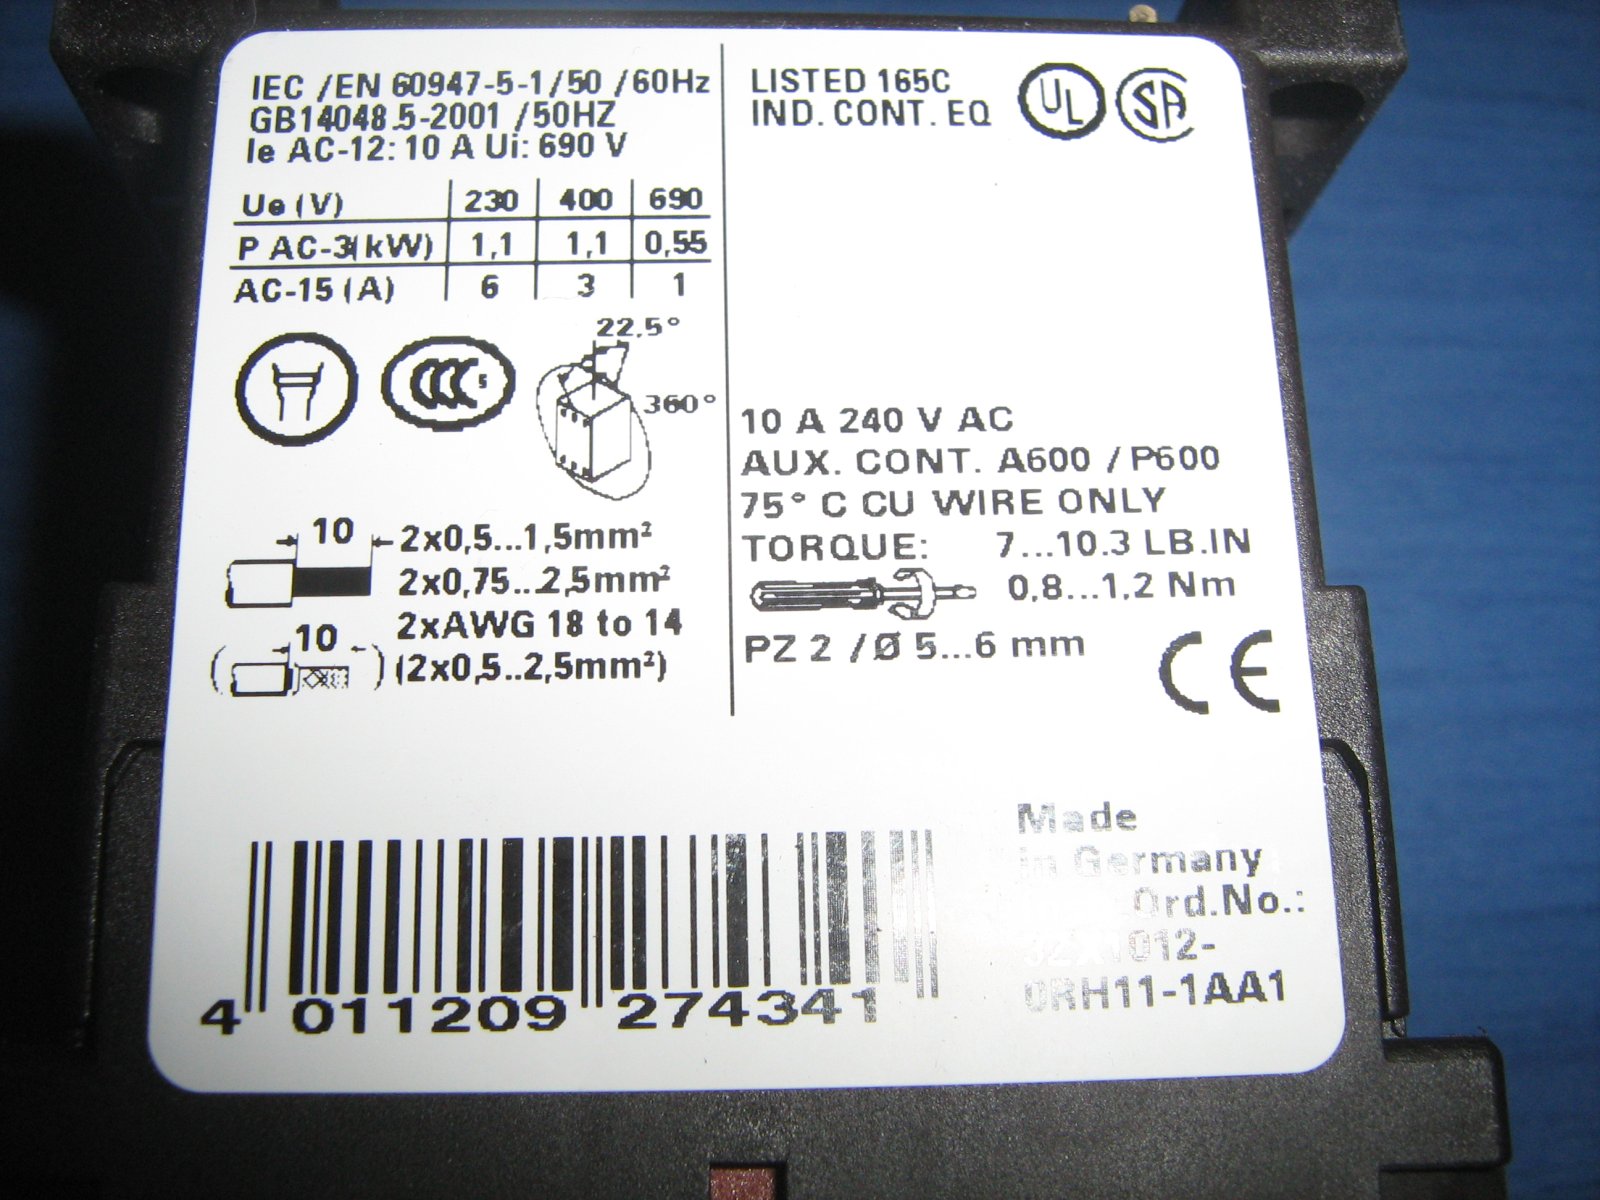 IEC /EN 60947-5-1/50 /60Hz
GB14048.5-2001 /50HZ
Ie AC-12: 10 A Ui: 690 V
Ue (V) 230 400 690
P AC-3(kW) 1,1 1,1 0,55
AC-15 (A) 6 3 1
CCC S
22,5°
360°
10 2x0,5...1,5mm²
2x0,75...2,5mm²
2xAWG 18 to 14
10 (2x0,5..2,5mm²)
LISTED 165C
IND. CONT. EQ
UL SA
10 A 240 V AC
AUX. CONT. A600 / P600
75° C CU WIRE ONLY
TORQUE: 7...10.3 LB.IN
0,8...1,2 Nm
PZ 2 / Ø 5...6 mm
CE
Made
in Germany
Ord.No.:
3ZX1012-
0RH11-1AA1
4 011209 274341